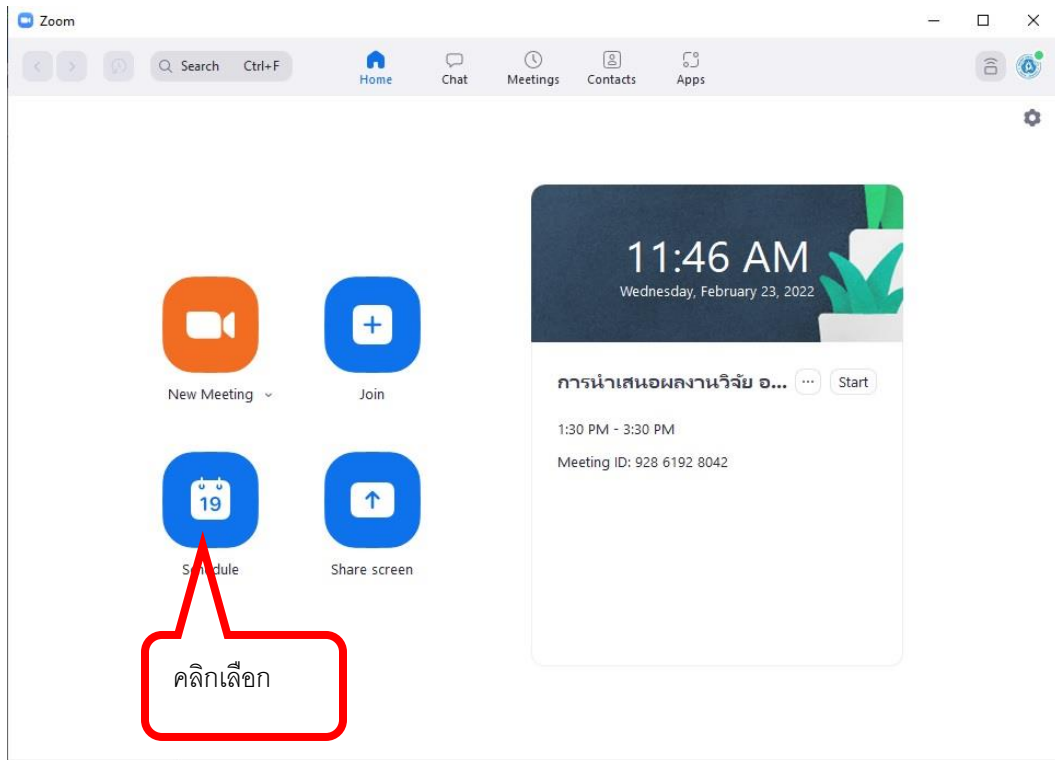 Zoom
Search Ctrl+F
Home
Chat
Meetings
Contacts
Apps
11:46 AM
Wednesday, February 23, 2022
New Meeting
Join
การนำเสนอผลงานวิจัย อ... ... Start
1:30 PM - 3:30 PM
Meeting ID: 928 6192 8042
19
Schedule
Share screen
คลิกเลือก